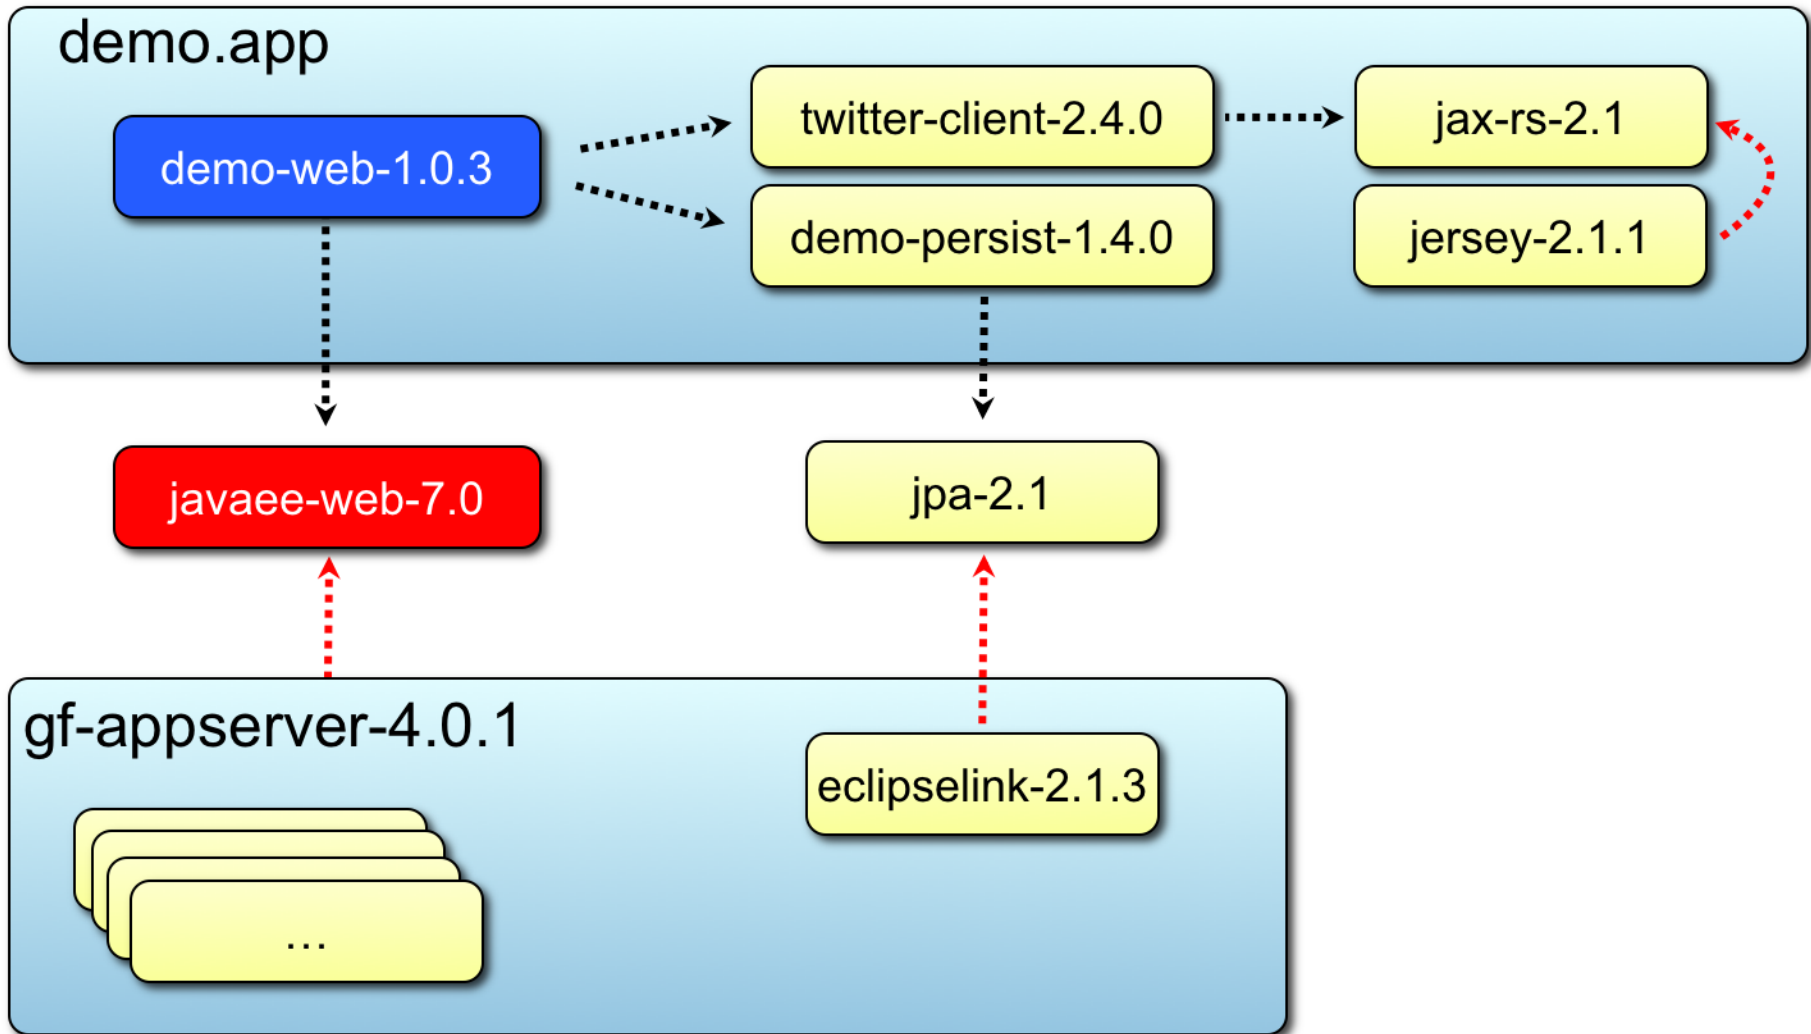 demo.app
twitter-client-2.4.0
jax-rs-2.1
demo-web-1.0.3
demo-persist-1.4.0
jersey-2.1.1
javaee-web-7.0
jpa-2.1
gf-appserver-4.0.1
eclipselink-2.1.3
...